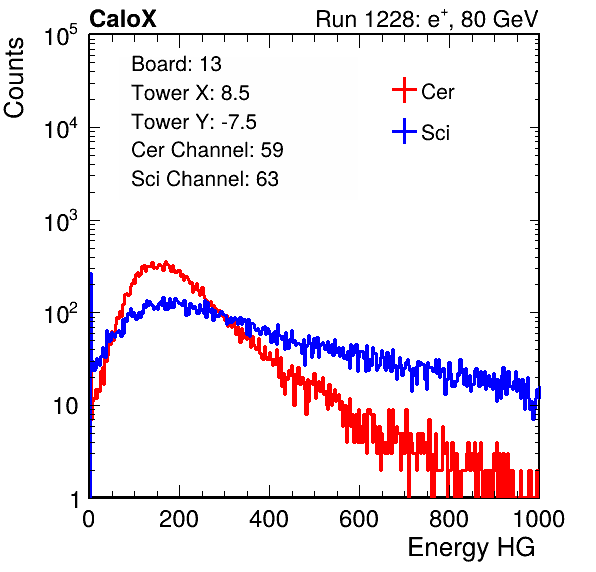 CaloX Run 1228: e⁺, 80 GeV
Counts
Board: 13
Tower X: 8.5
Tower Y: -7.5
Cer Channel: 59
Sci Channel: 63
Cer
Sci
10⁵
10⁴
10³
10²
10
1
0 200 400 600 800 1000
Energy HG